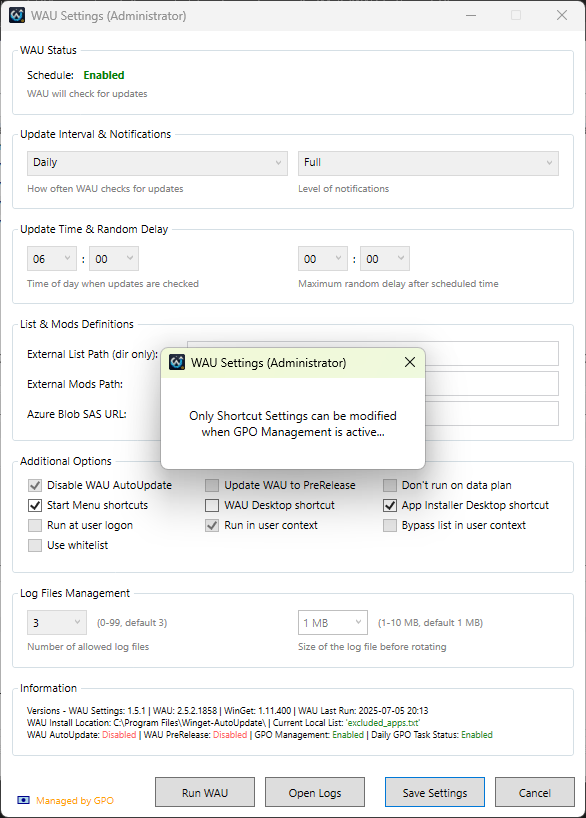 WAU Settings (Administrator)
WAU Status
Schedule: Enabled
WAU will check for updates
Update Interval & Notifications
Daily
Full
How often WAU checks for updates
Level of notifications
Update Time & Random Delay
06 : 00
00 : 00
Time of day when updates are checked
Maximum random delay after scheduled time
List & Mods Definitions
External List Path (dir only):
External Mods Path:
Azure Blob SAS URL:
WAU Settings (Administrator)
Only Shortcut Settings can be modified
when GPO Management is active...
Additional Options
Disable WAU AutoUpdate
Update WAU to PreRelease
Don't run on data plan
Start Menu shortcuts
WAU Desktop shortcut
App Installer Desktop shortcut
Run at user logon
Run in user context
Bypass list in user context
Use whitelist
Log Files Management
3 (0-99, default 3)
1 MB (1-10 MB, default 1 MB)
Number of allowed log files
Size of the log file before rotating
Information
Versions - WAU Settings: 1.5.1 | WAU: 2.5.2.1858 | WinGet: 1.11.400 | WAU Last Run: 2025-07-05 20:13
WAU Install Location: C:\Program Files\Winget-AutoUpdate\ | Current Local List: 'excluded_apps.txt'
WAU AutoUpdate: Disabled | WAU PreRelease: Disabled | GPO Management: Enabled | Daily GPO Task Status: Enabled
Managed by GPO
Run WAU
Open Logs
Save Settings
Cancel